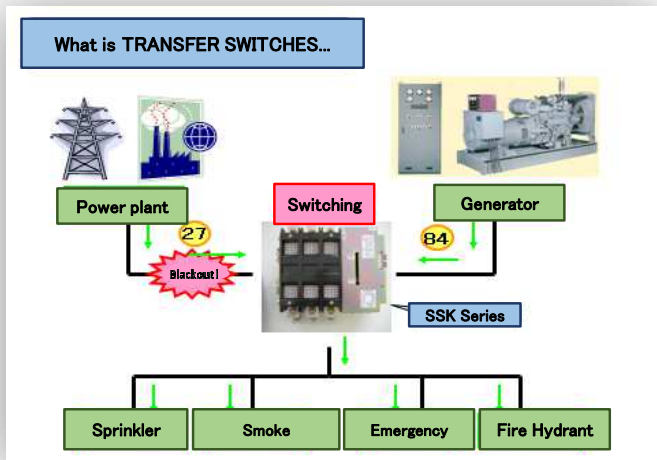 What is TRANSFER SWITCHES...
Power plant
Switching
Generator
27
84
Blackout!
SSK Series
Sprinkler
Smoke
Emergency
Fire Hydrant